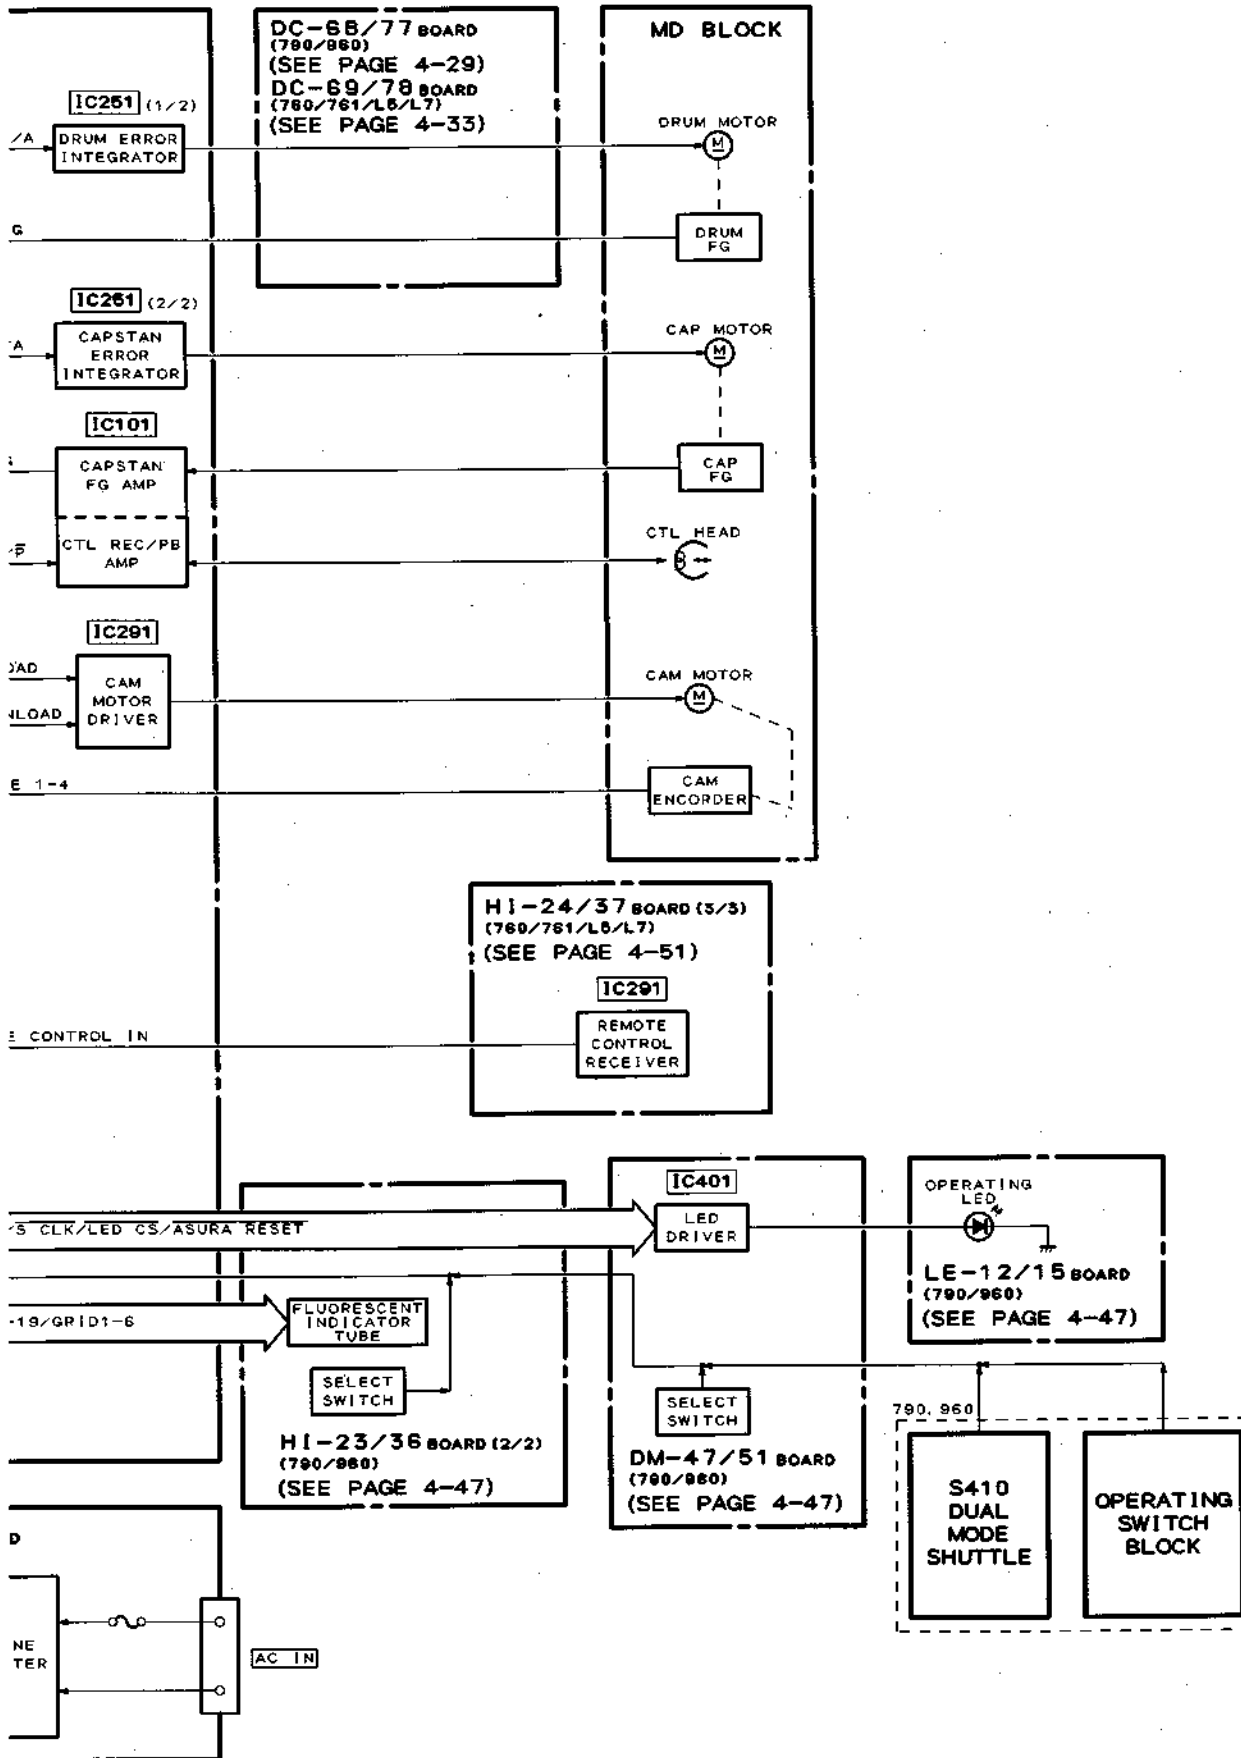 DC-68/77 BOARD
(790/960)
(SEE PAGE 4-29)
DC-69/78 BOARD
(760/761/L5/L7)
(SEE PAGE 4-33)
MD BLOCK
IC251 (1/2)
/A
DRUM ERROR
INTEGRATOR
DRUM MOTOR
M
G
DRUM
FG
IC251 (2/2)
A
CAPSTAN
ERROR
INTEGRATOR
CAP MOTOR
M
IC101
CAPSTAN
FG AMP
CAP
FG
/P
CTL REC/PB
AMP
CTL HEAD
IC291
OAD
NLOAD
CAM
MOTOR
DRIVER
CAM MOTOR
M
E 1-4
CAM
ENCORDER
HI-24/37 BOARD (3/3)
(760/761/L5/L7)
(SEE PAGE 4-51)
IC291
E CONTROL IN
REMOTE
CONTROL
RECEIVER
IC401
/S CLK/LED CS/ASURA RESET
LED
DRIVER
OPERATING
LED
LE-12/15 BOARD
(790/960)
(SEE PAGE 4-47)
-19/GRID1-6
FLUORESCENT
INDICATOR
TUBE
SELECT
SWITCH
HI-23/36 BOARD (2/2)
(790/960)
(SEE PAGE 4-47)
SELECT
SWITCH
DM-47/51 BOARD
(790/960)
(SEE PAGE 4-47)
790, 960
S410
DUAL
MODE
SHUTTLE
OPERATING
SWITCH
BLOCK
D
NE
TER
AC IN